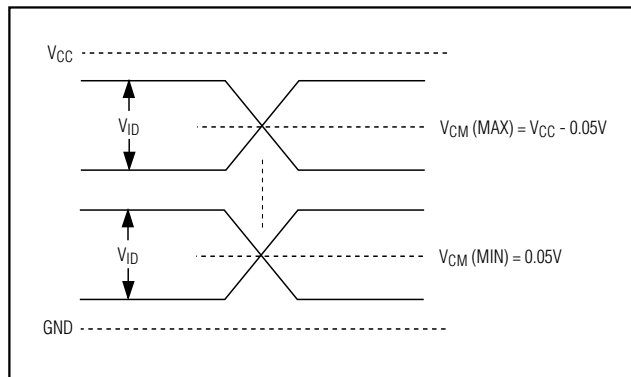 VCC
VID
VCM (MAX) = VCC - 0.05V
VID
VCM (MIN) = 0.05V
GND